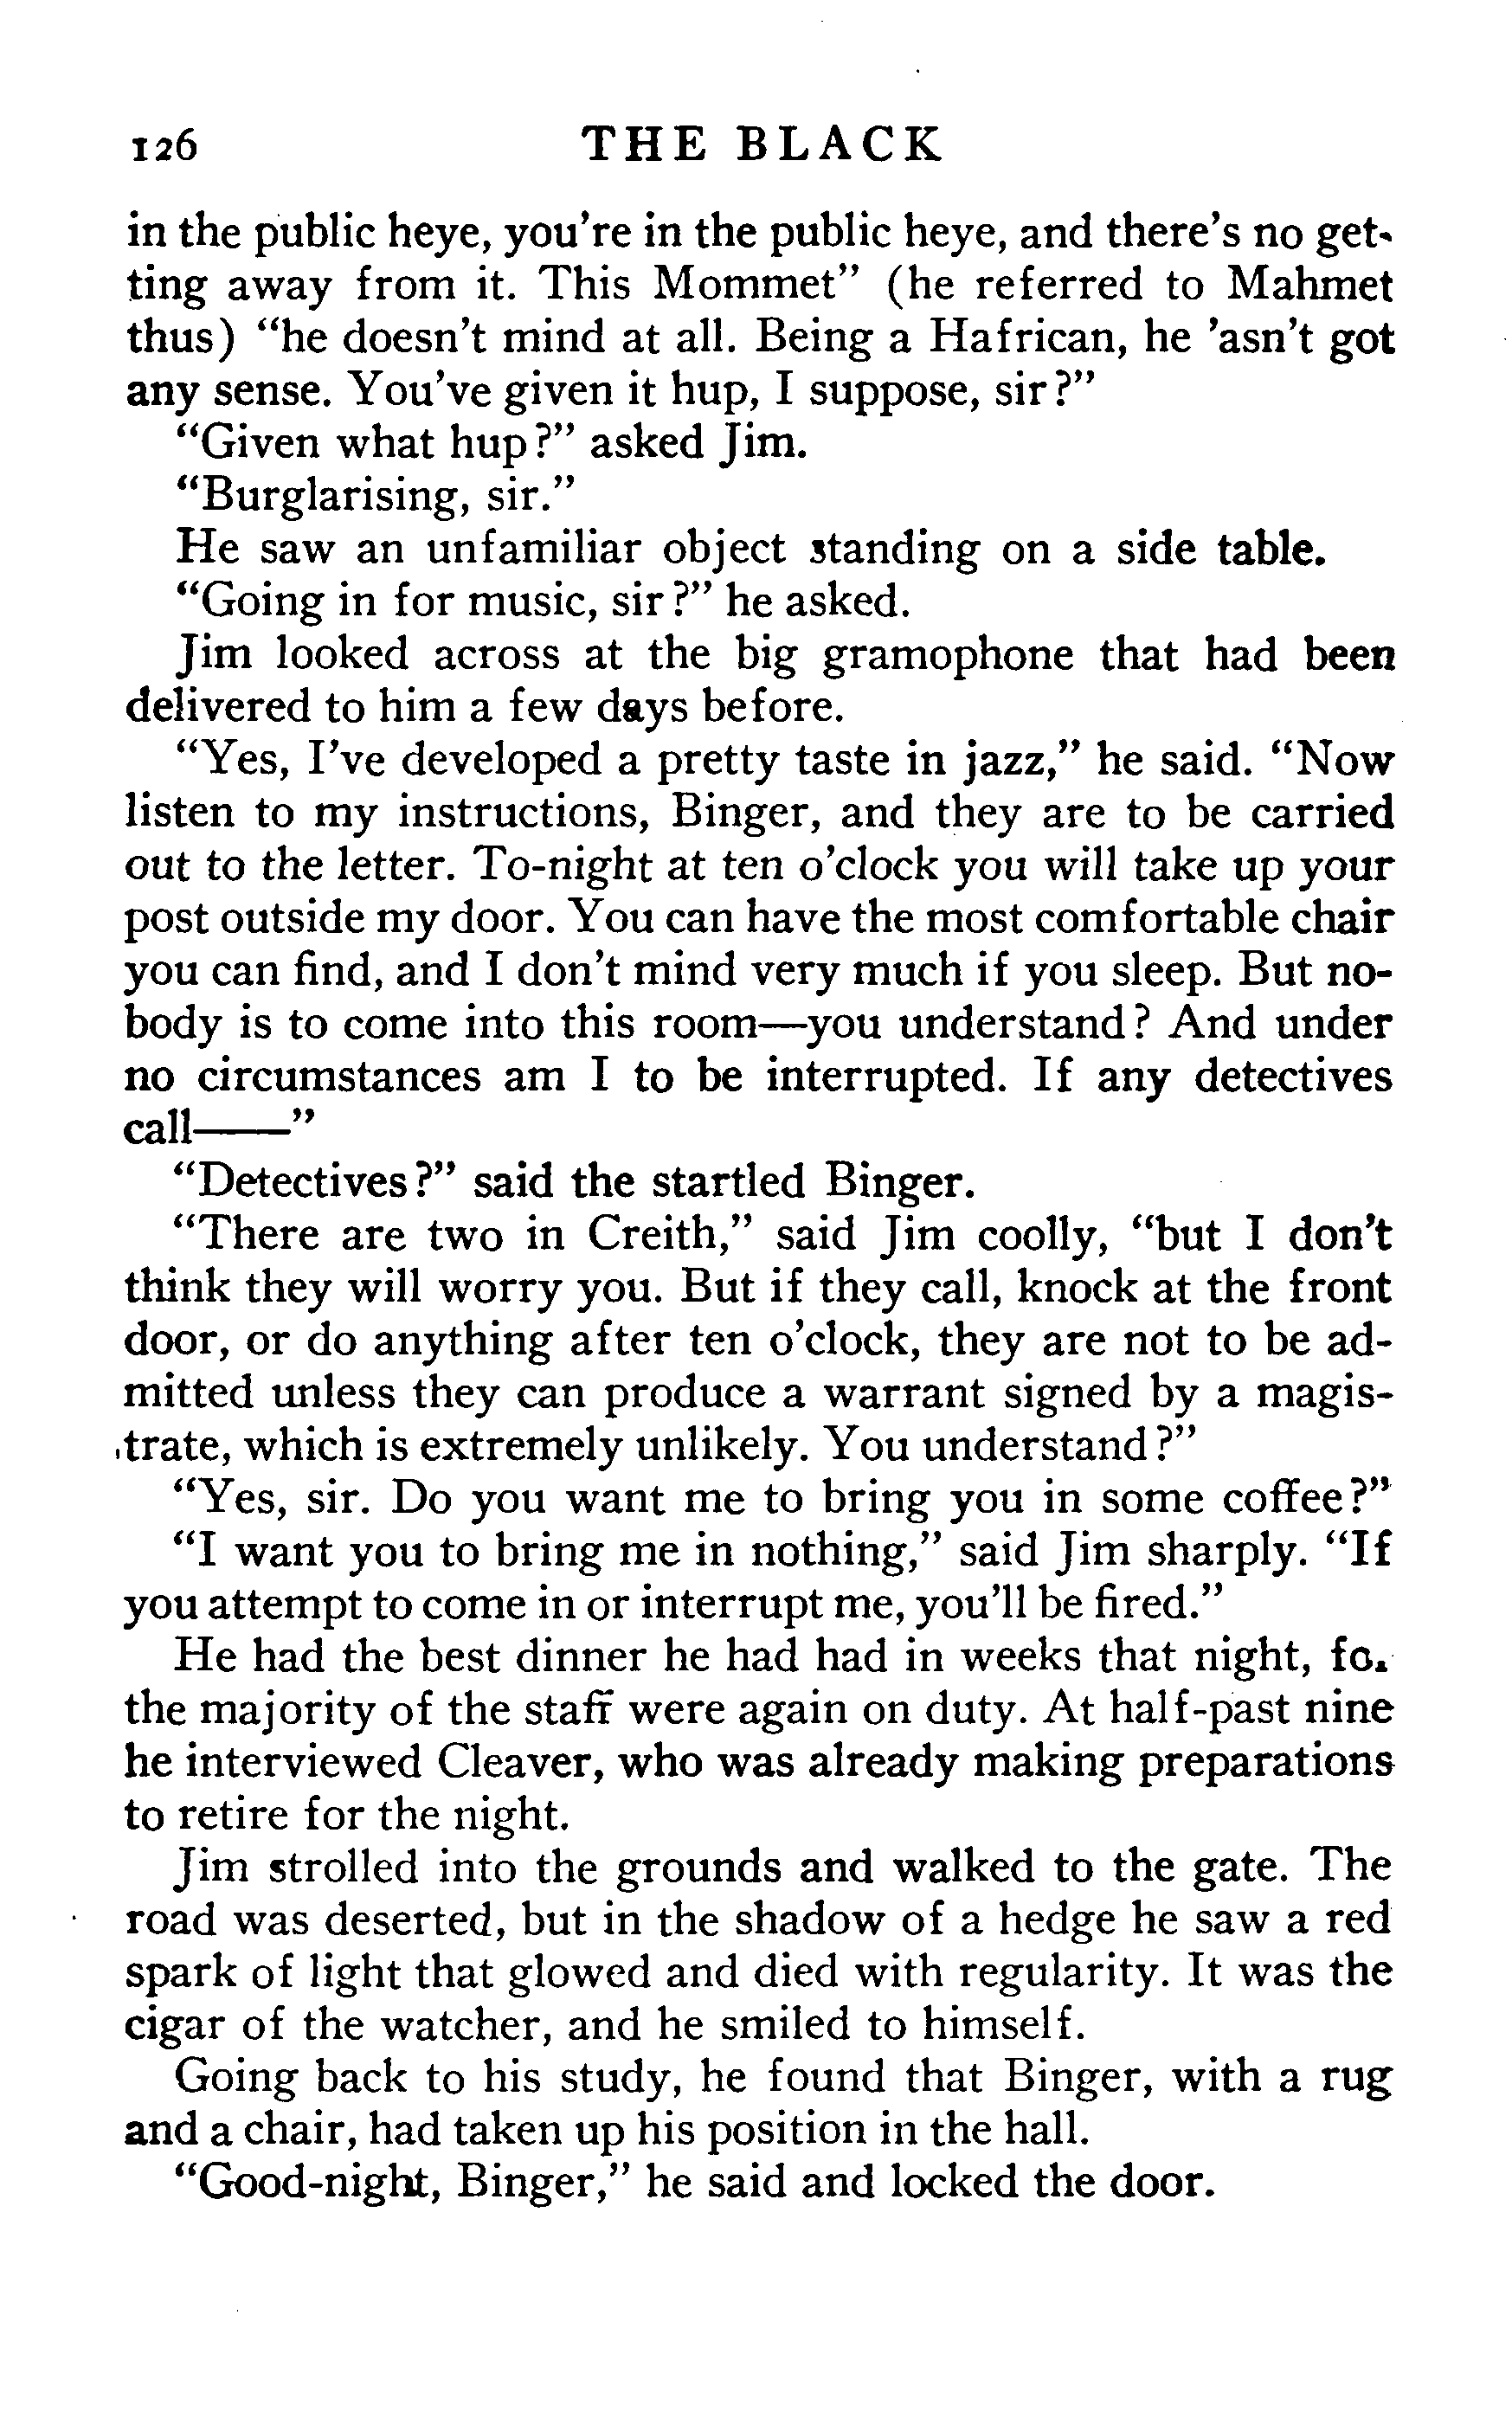 126 THE BLACK
in the public heye, you're in the public heye, and there's no get-
ting away from it. This Mommet" (he referred to Mahmet
thus) "he doesn't mind at all. Being a Hafrican, he 'asn't got
any sense. You've given it hup, I suppose, sir?"
"Given what hup?" asked Jim.
"Burglarising, sir."
He saw an unfamiliar object standing on a side table.
"Going in for music, sir?" he asked.
Jim looked across at the big gramophone that had been
delivered to him a few days before.
"Yes, I've developed a pretty taste in jazz," he said. "Now
listen to my instructions, Binger, and they are to be carried
out to the letter. To-night at ten o'clock you will take up your
post outside my door. You can have the most comfortable chair
you can find, and I don't mind very much if you sleep. But no-
body is to come into this room—you understand? And under
no circumstances am I to be interrupted. If any detectives
call——"
"Detectives?" said the startled Binger.
"There are two in Creith," said Jim coolly, "but I don't
think they will worry you. But if they call, knock at the front
door, or do anything after ten o'clock, they are not to be ad-
mitted unless they can produce a warrant signed by a magis-
trate, which is extremely unlikely. You understand?"
"Yes, sir. Do you want me to bring you in some coffee?"
"I want you to bring me in nothing," said Jim sharply. "If
you attempt to come in or interrupt me, you'll be fired."
He had the best dinner he had had in weeks that night, fo.
the majority of the staff were again on duty. At half-past nine
he interviewed Cleaver, who was already making preparations
to retire for the night.
Jim strolled into the grounds and walked to the gate. The
road was deserted, but in the shadow of a hedge he saw a red
spark of light that glowed and died with regularity. It was the
cigar of the watcher, and he smiled to himself.
Going back to his study, he found that Binger, with a rug
and a chair, had taken up his position in the hall.
"Good-night, Binger," he said and locked the door.